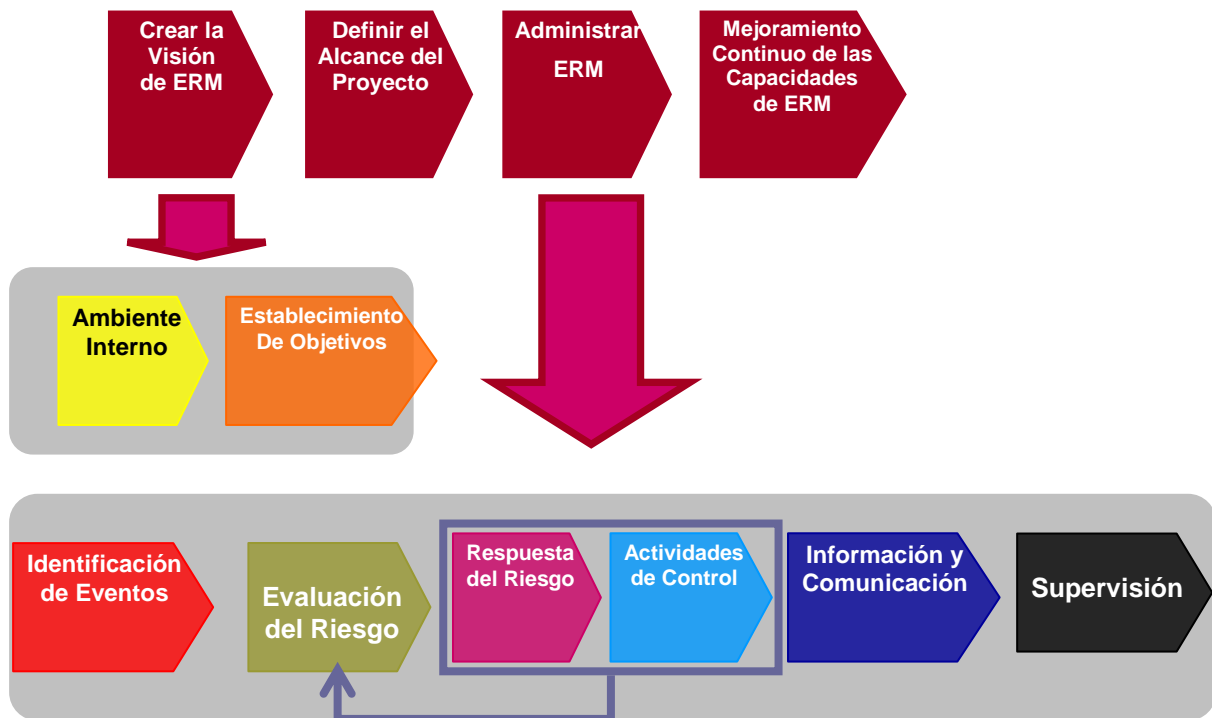 Crear la
Visión
de ERM
Definir el
Alcance del
Proyecto
Administrar
ERM
Mejoramiento
Continuo de las
Capacidades
de ERM
Ambiente
Interno
Establecimiento
De Objetivos
Identificación
de Eventos
Evaluación
del Riesgo
Respuesta
del Riesgo
Actividades
de Control
Información y
Comunicación
Supervisión